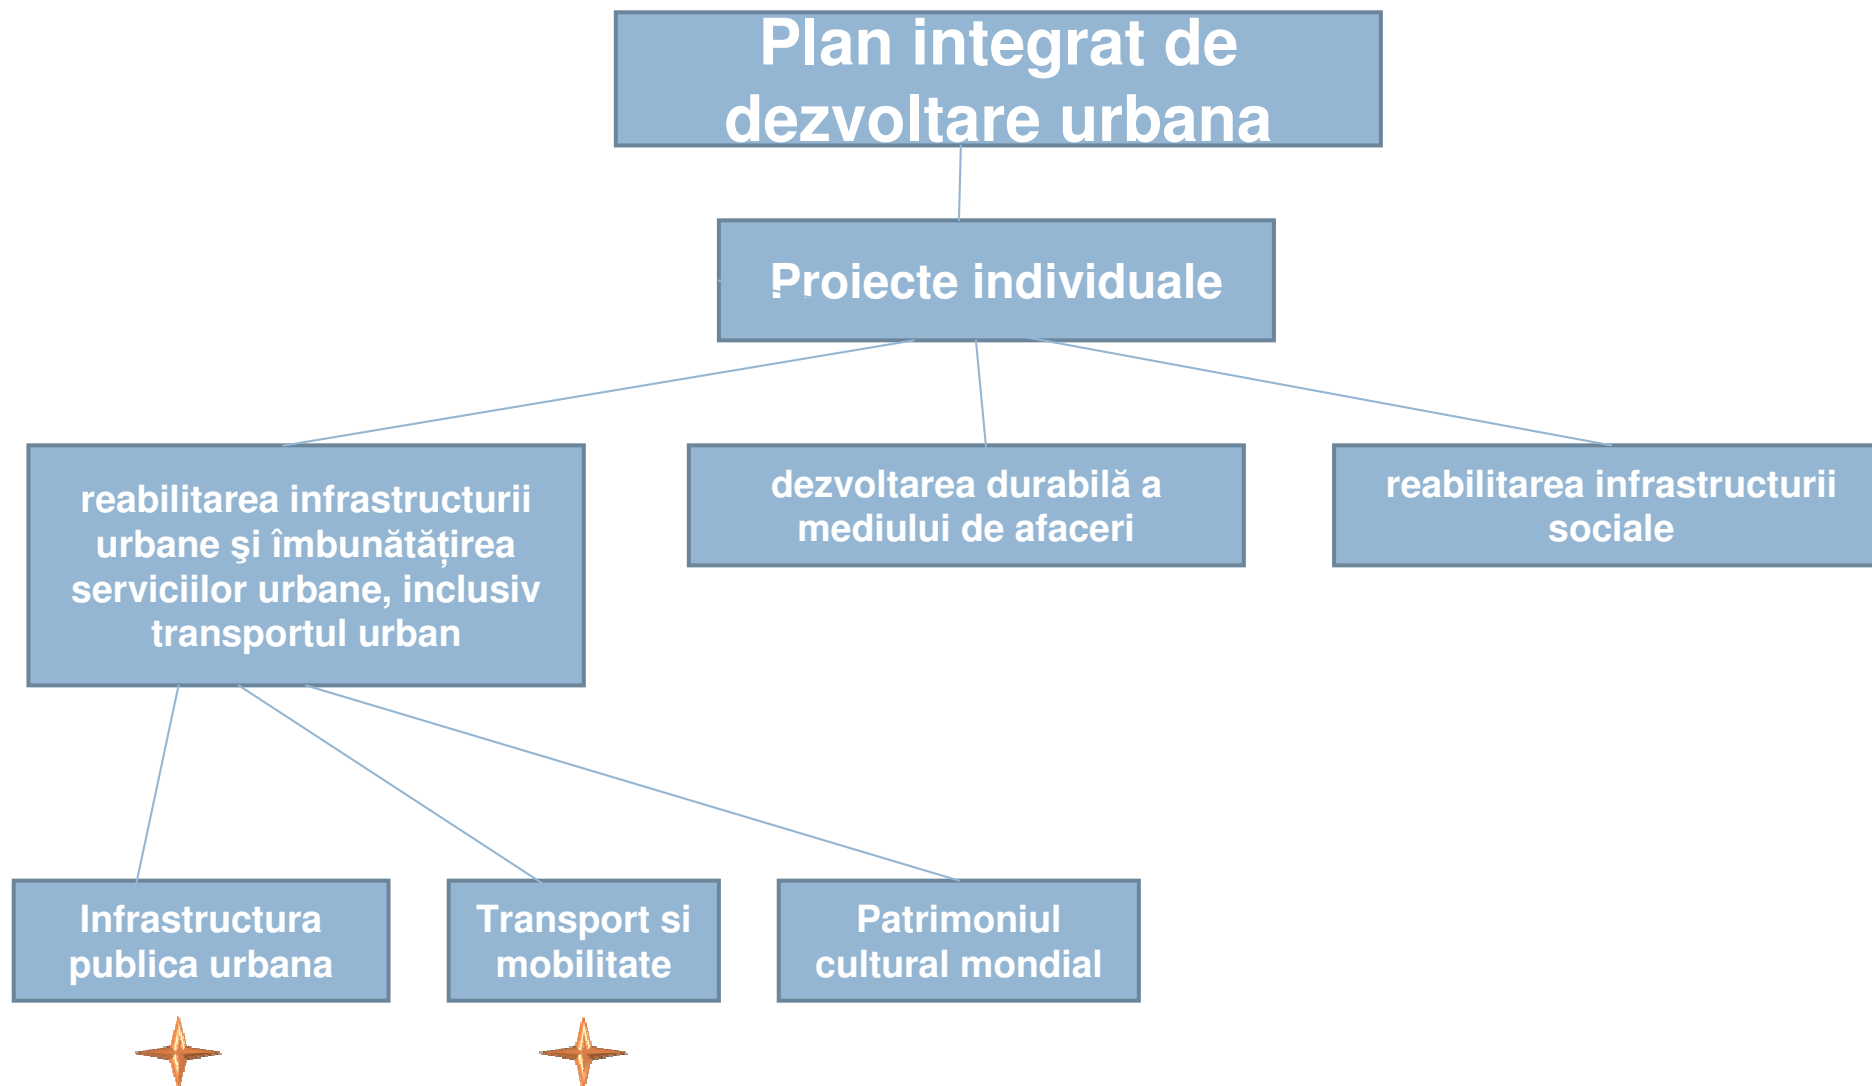 Plan integrat de
dezvoltare urbana
Proiecte individuale
reabilitarea infrastructurii
urbane şi îmbunătăţirea
serviciilor urbane, inclusiv
transportul urban
dezvoltarea durabilă a
mediului de afaceri
reabilitarea infrastructurii
sociale
Infrastructura
publica urbana
Transport si
mobilitate
Patrimoniul
cultural mondial